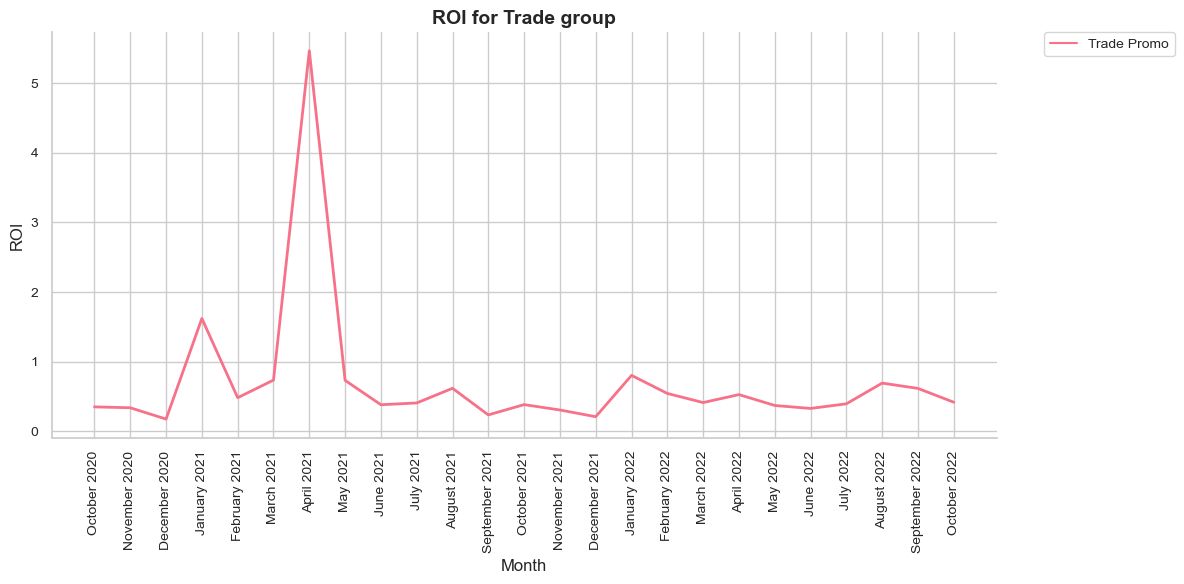 ROI for Trade group
Trade Promo
ROI
5
4
3
2
1
0
October 2020
November 2020
December 2020
January 2021
February 2021
March 2021
April 2021
May 2021
June 2021
July 2021
August 2021
September 2021
October 2021
November 2021
December 2021
January 2022
February 2022
March 2022
April 2022
May 2022
June 2022
July 2022
August 2022
September 2022
October 2022
Month